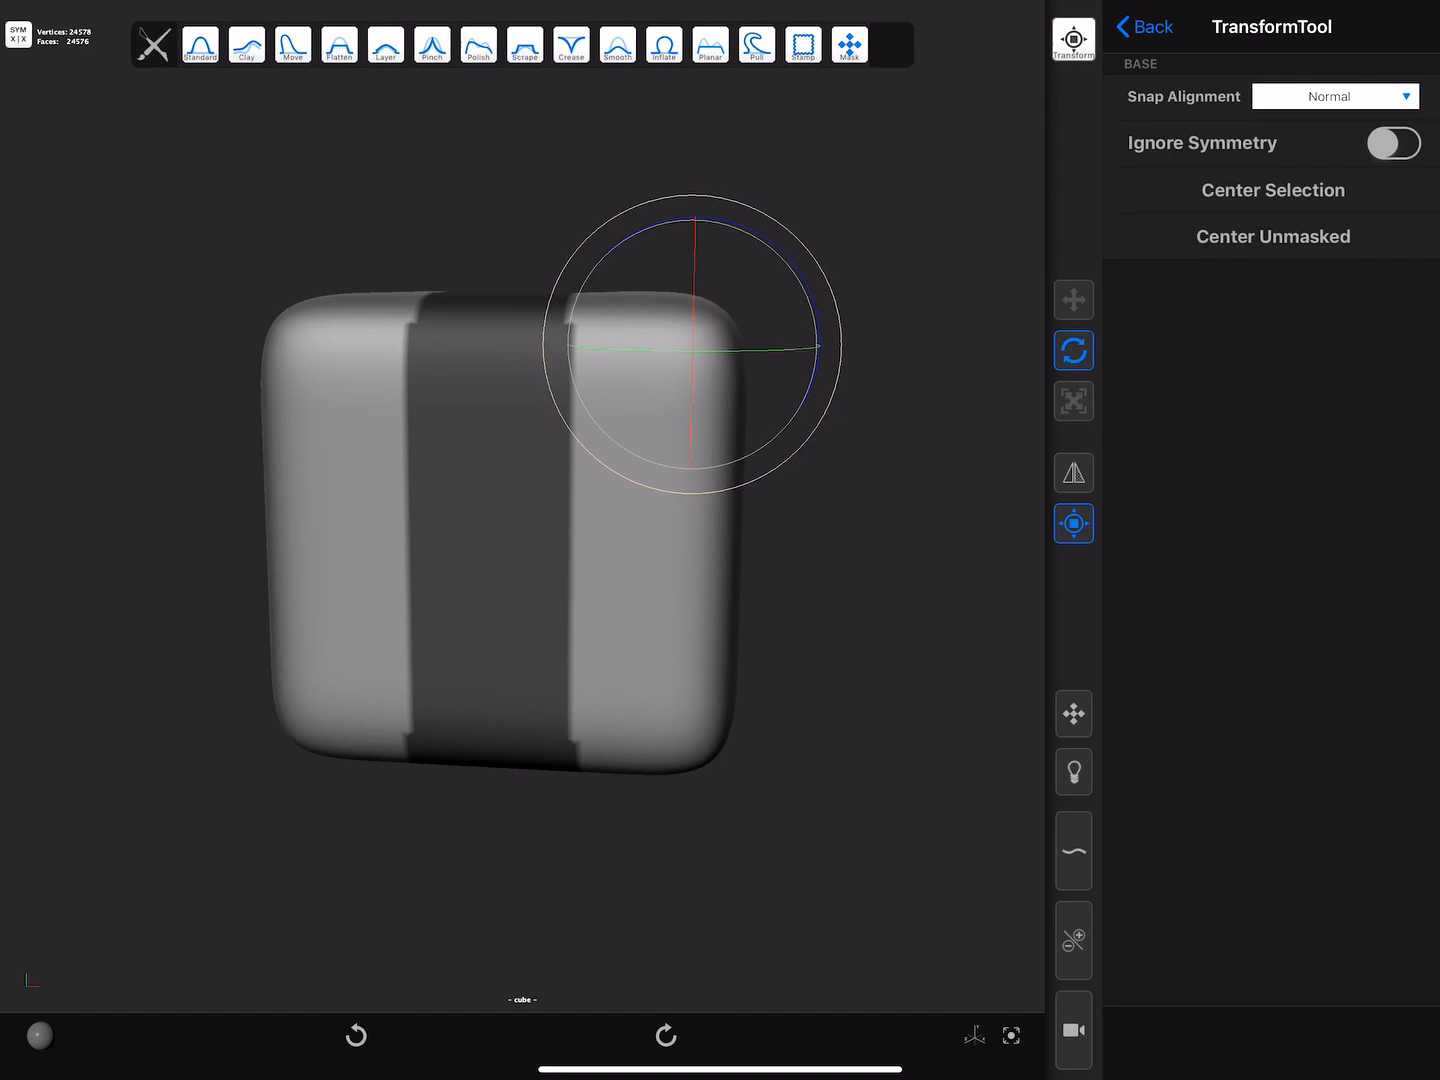 SYM
X | X
Vertices: 24578
Faces: 24576
Standard
Clay
Move
Flatten
Layer
Pinch
Polish
Scrape
Crease
Smooth
Inflate
Planar
Pull
Stamp
Mask
Transform
Back
TransformTool
BASE
Snap Alignment
Normal
Ignore Symmetry
Center Selection
Center Unmasked
- cube -